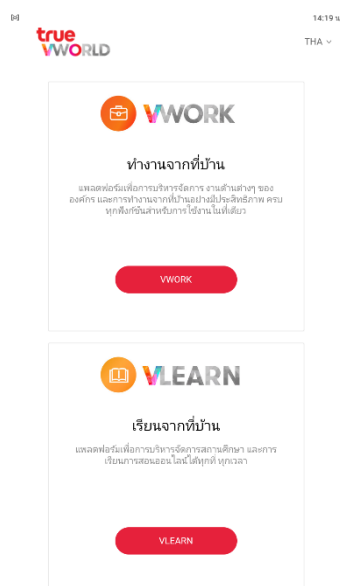 14:19 น
true
VWORLD
THA
VWORK
ทำงานจากที่บ้าน
แพลตฟอร์มเพื่อการบริหารจัดการ งานด้านต่างๆ ของ
องค์กร และการทำงานจากที่บ้านอย่างมีประสิทธิภาพ ครบ
ทุกฟังก์ชันสำหรับการใช้งานในที่เดียว
VWORK
VLEARN
เรียนจากที่บ้าน
แพลตฟอร์มเพื่อการบริหารจัดการสถานศึกษา และการ
เรียนการสอนออนไลน์ได้ทุกที่ ทุกเวลา
VLEARN